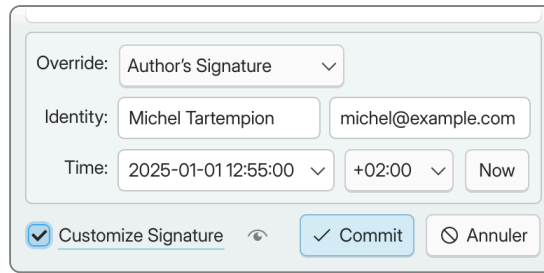 Override: Author's Signature
Identity: Michel Tartempion michel@example.com
Time: 2025-01-01 12:55:00 +02:00 Now
Customize Signature Commit Annuler